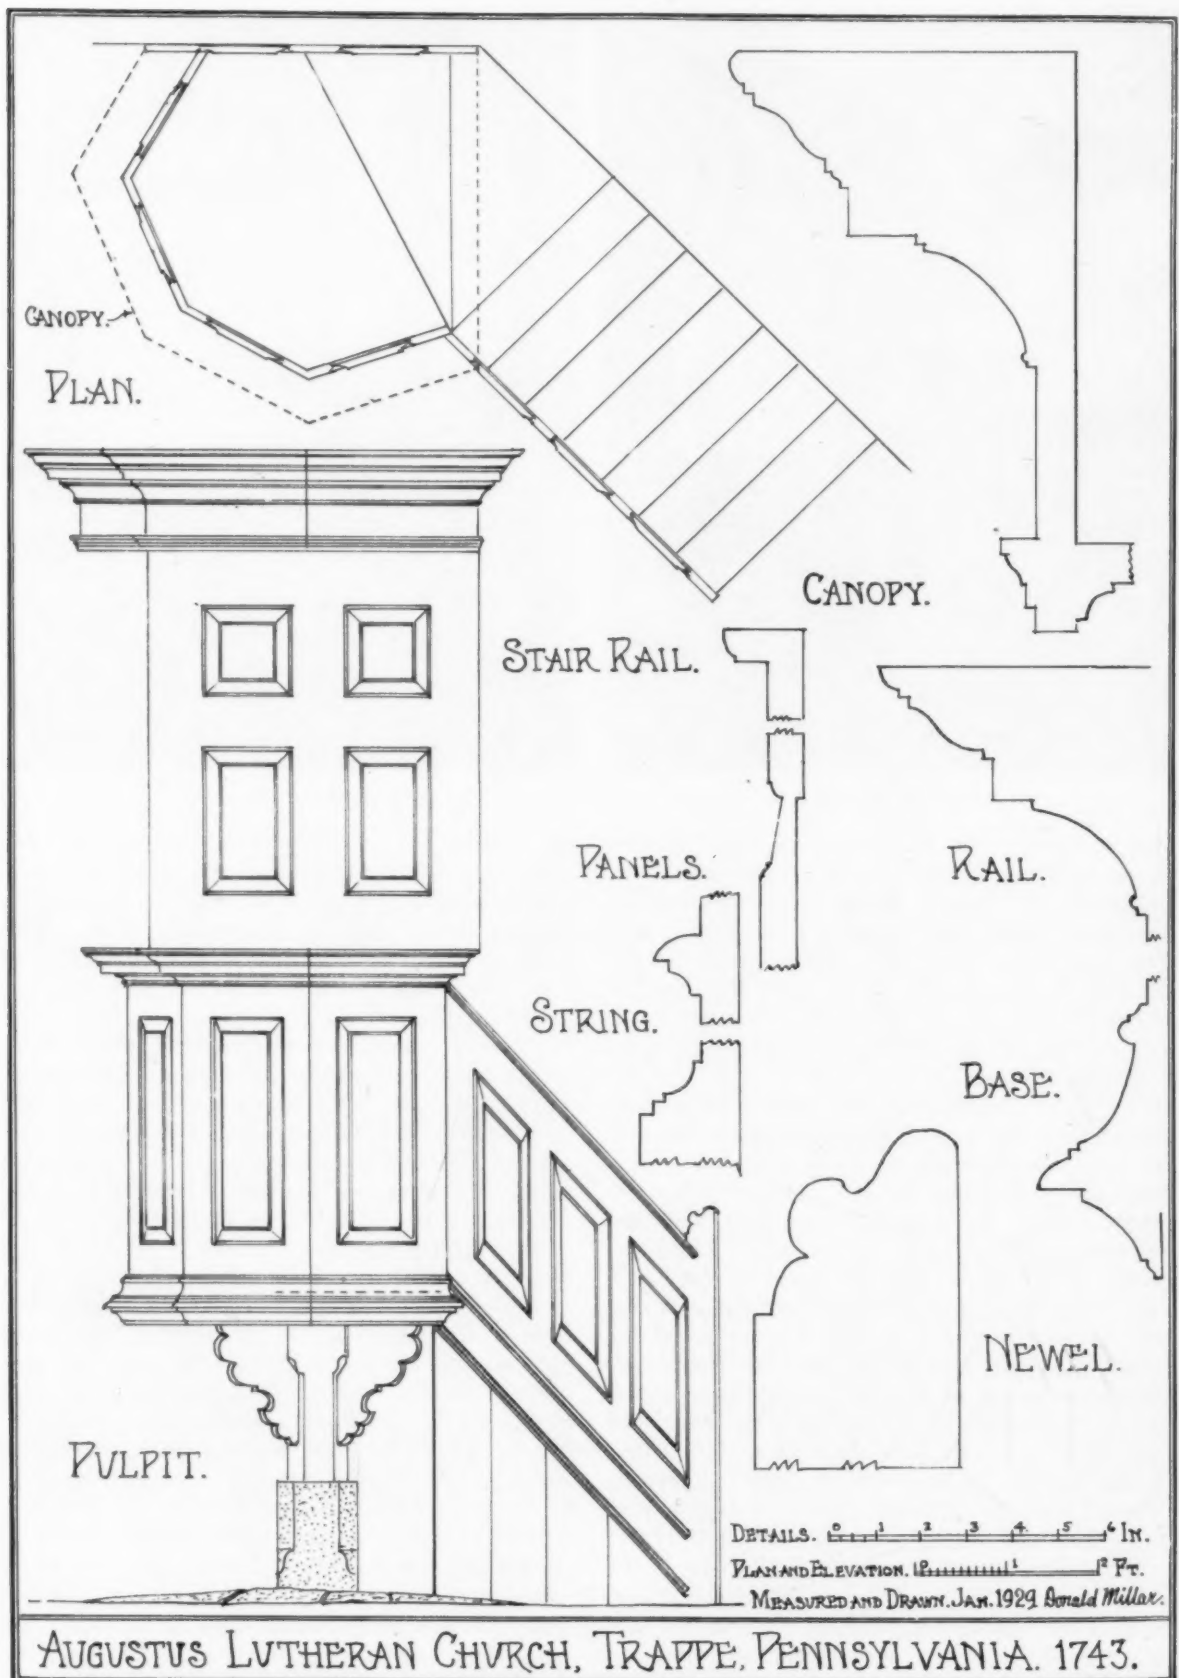 CANOPY.
PLAN.
CANOPY.
STAIR RAIL.
PANELS.
RAIL.
STRING.
BASE.
NEWEL.
PULPIT.
DETAILS. 0 1 2 3 4 5 6 IN.
PLAN AND ELEVATION. 0 1 2 FT.
MEASURED AND DRAWN. JAN. 1929 Donald Millar.
AUGUSTUS LUTHERAN CHVRCH, TRAPPE, PENNSYLVANIA. 1743.